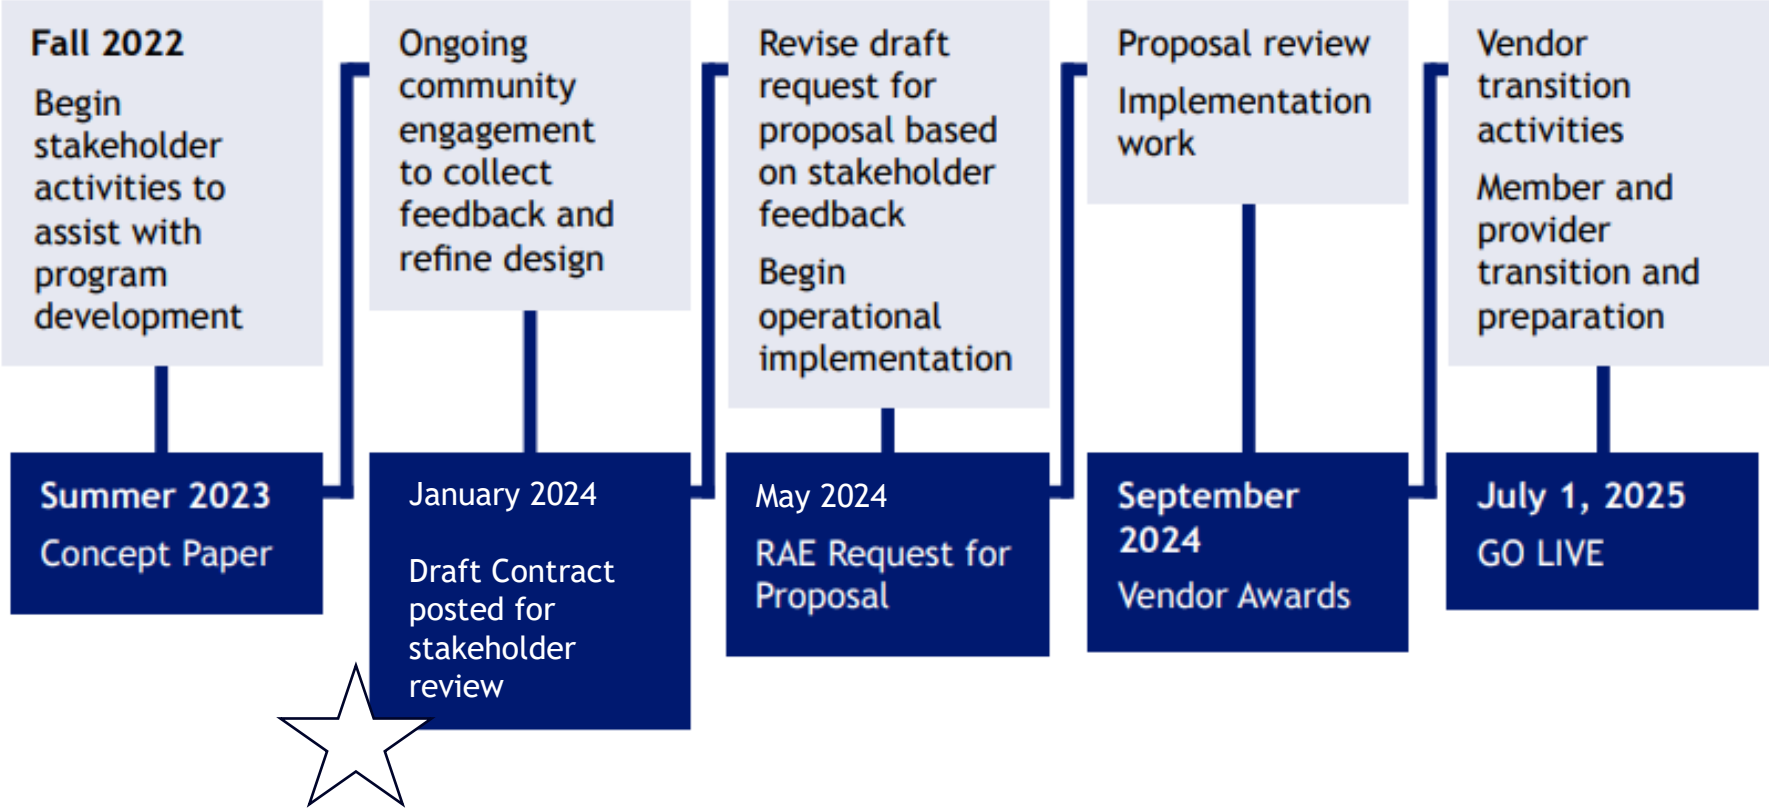 Fall 2022
Begin
stakeholder
activities to
assist with
program
development
Summer 2023
Concept Paper
Ongoing
community
engagement
to collect
feedback and
refine design
January 2024
Draft Contract
posted for
stakeholder
review
Revise draft
request for
proposal based
on stakeholder
feedback
Begin
operational
implementation
May 2024
RAE Request for
Proposal
Proposal review
Implementation
work
September
2024
Vendor Awards
Vendor
transition
activities
Member and
provider
transition and
preparation
July 1, 2025
GO LIVE